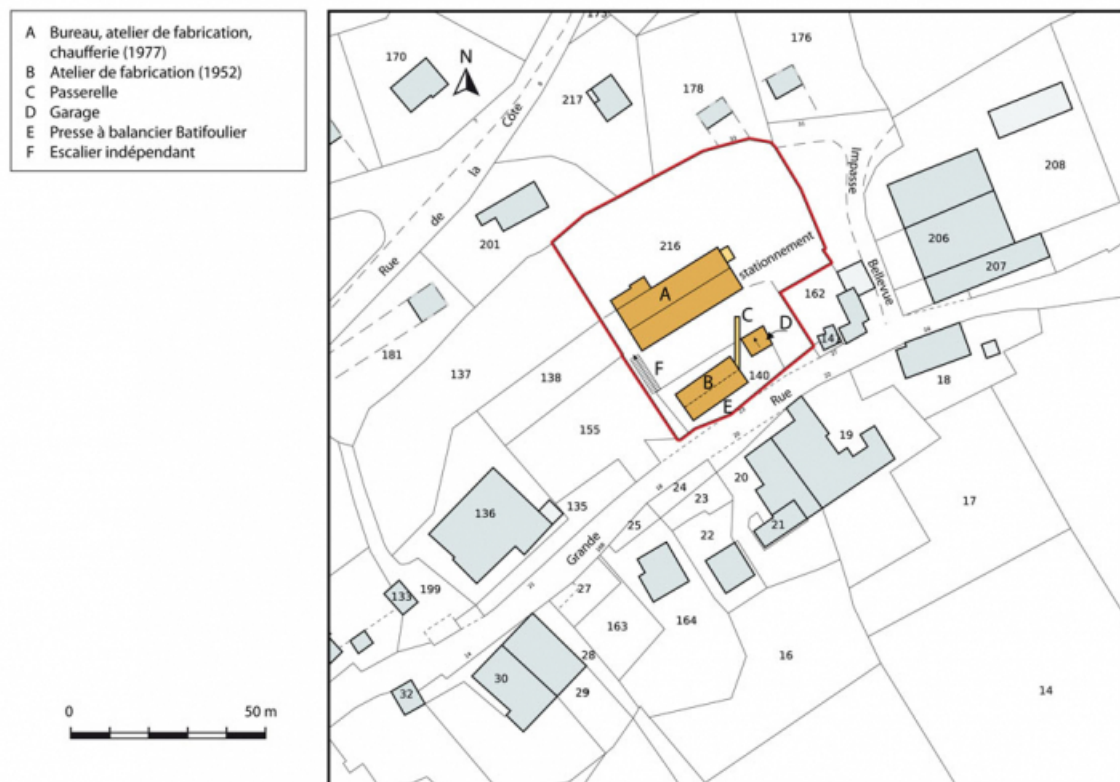 A Bureau, atelier de fabrication,
chaufferie (1977)
B Atelier de fabrication (1952)
C Passerelle
D Garage
E Presse à balancier Batifoulier
F Escalier indépendant
0 50 m
N
170
173
176
217
178
Rue de la Côte
Impasse Bellevue
208
201
216
206
207
stationnement
A
162
C
D
14
181
137
138
F
B
140
E
Rue
18
155
19
20
24
23
17
136
135
21
25
22
Grande
133
199
27
163
164
28
16
30
29
32
14